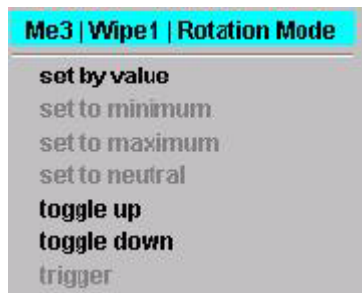 Me3 | Wipe1 | Rotation Mode
set by value
set to minimum
set to maximum
set to neutral
toggle up
toggle down
trigger